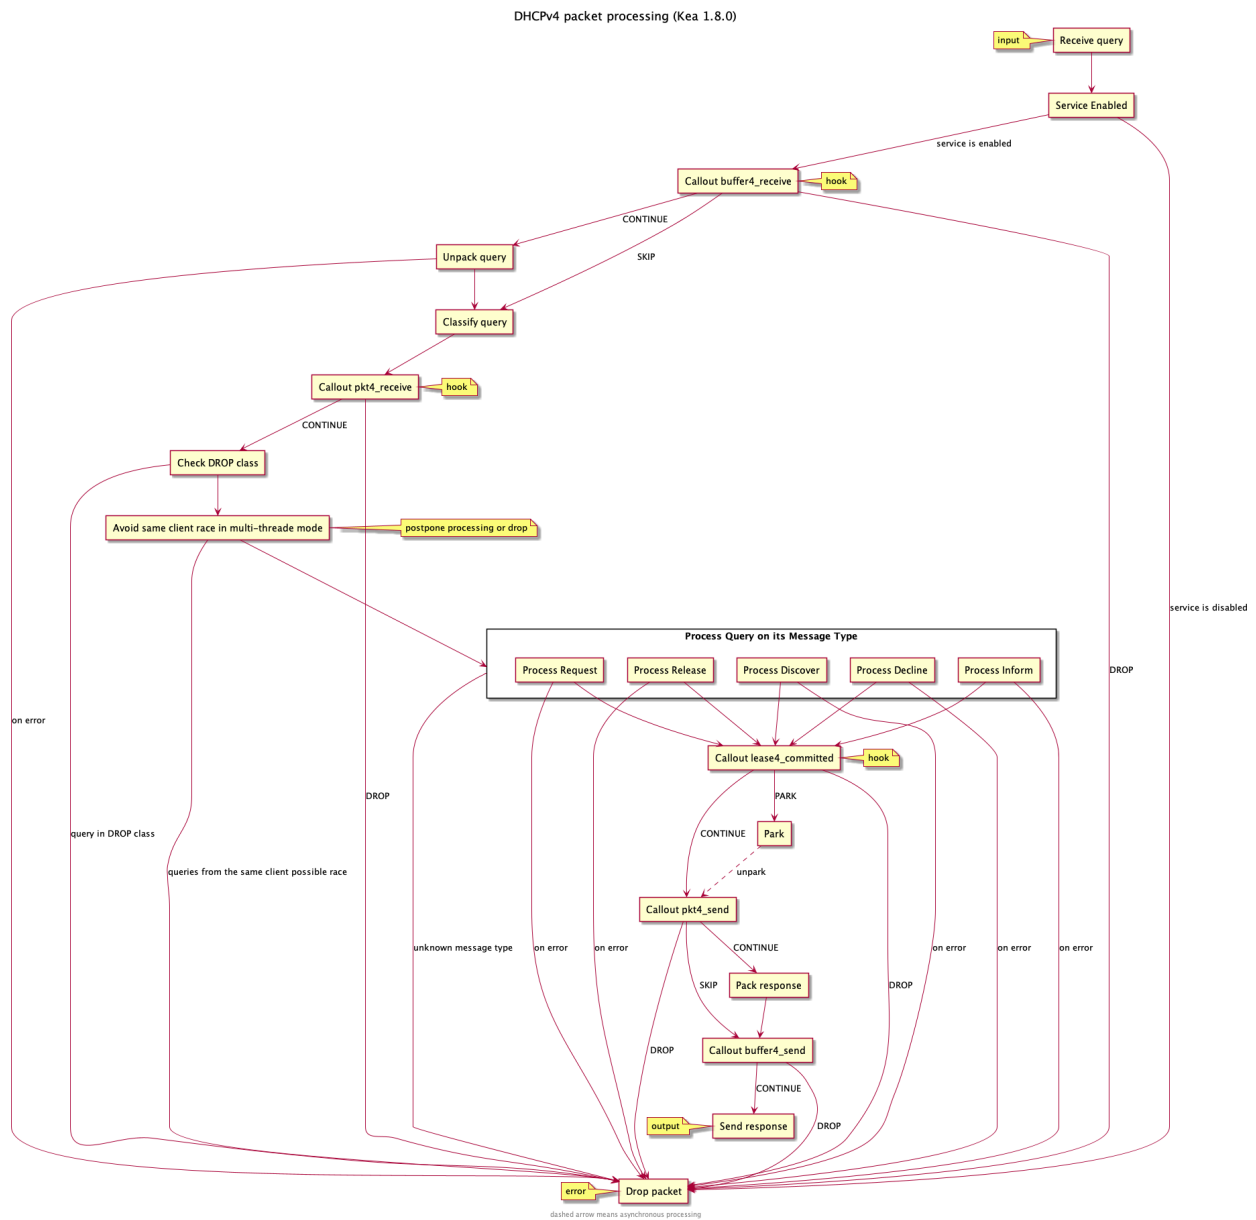 DHCPv4 packet processing (Kea 1.8.0)
input
Receive query
Service Enabled
service is enabled
Callout buffer4_receive
hook
CONTINUE
Unpack query
SKIP
Classify query
Callout pkt4_receive
hook
CONTINUE
Check DROP class
Avoid same client race in multi-threade mode
postpone processing or drop
service is disabled
Process Query on its Message Type
Process Request
Process Release
Process Discover
Process Decline
Process Inform
DROP
on error
Callout lease4_committed
hook
DROP
PARK
query in DROP class
CONTINUE
Park
queries from the same client possible race
unpark
Callout pkt4_send
unknown message type
on error
on error
CONTINUE
on error
on error
on error
SKIP
Pack response
DROP
DROP
Callout buffer4_send
CONTINUE
output
Send response
DROP
error
Drop packet
dashed arrow means asynchronous processing